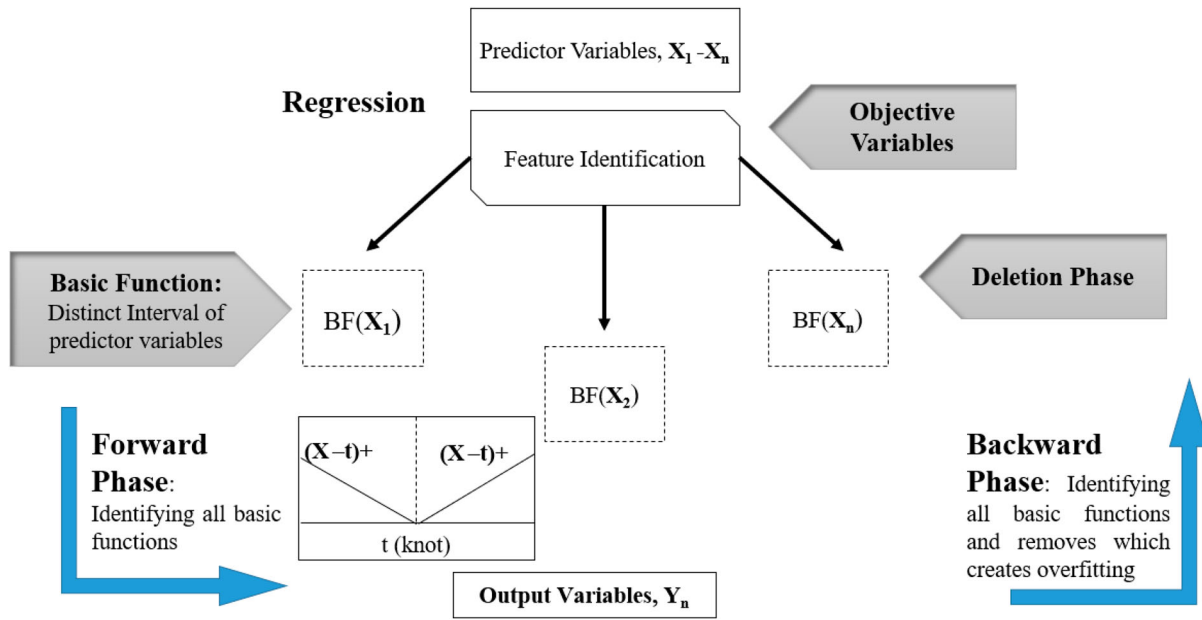 Predictor Variables, X₁ -Xₙ
Regression
Objective
Variables
Feature Identification
Basic Function:
Distinct Interval of
predictor variables
BF(X₁)
BF(X₂)
BF(Xₙ)
Deletion Phase
Forward
Phase:
Identifying all basic
functions
(X–t)+
(X–t)+
t (knot)
Backward
Phase: Identifying
all basic functions
and removes which
creates overfitting
Output Variables, Yₙ